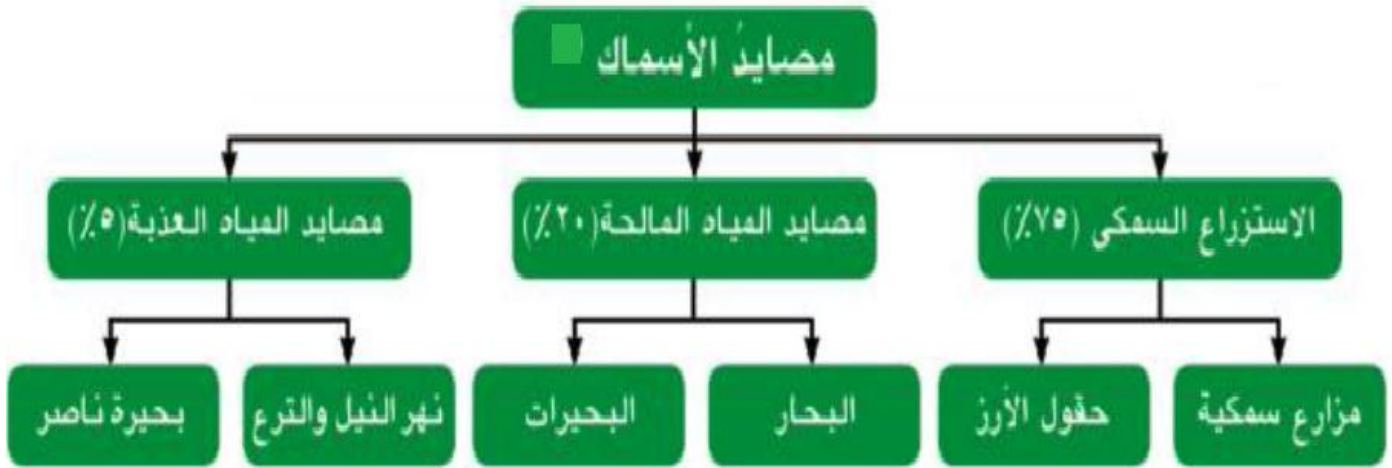 مصايدُ الأسماك
الاستزراع السمكي (٧٥٪)
مصايد المياه المالحة (٢٠٪)
مصايد المياه العذبة (٥٪)
مزارع سمكية
حقول الأرز
البحار
البحيرات
نهر النيل والترع
بحيرة ناصر